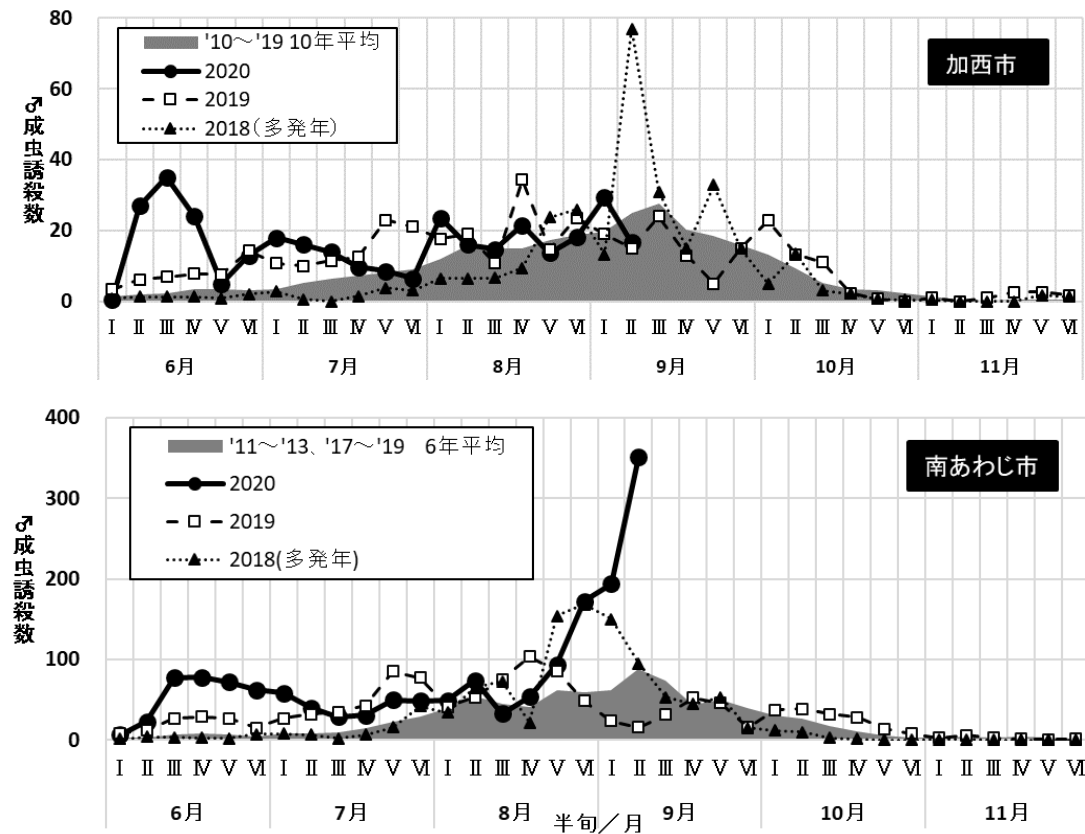 80
60
40
20
0
♂成虫誘殺数
'10～'19 10年平均
2020
2019
2018（多発年）
加西市
Ⅰ Ⅱ Ⅲ Ⅳ Ⅴ Ⅵ Ⅰ Ⅱ Ⅲ Ⅳ Ⅴ Ⅵ Ⅰ Ⅱ Ⅲ Ⅳ Ⅴ Ⅵ Ⅰ Ⅱ Ⅲ Ⅳ Ⅴ Ⅵ Ⅰ Ⅱ Ⅲ Ⅳ Ⅴ Ⅵ Ⅰ Ⅱ Ⅲ Ⅳ Ⅴ Ⅵ
6月 7月 8月 9月 10月 11月
400
300
200
100
0
♂成虫誘殺数
'11～'13、'17～'19 6年平均
2020
2019
2018(多発年)
南あわじ市
Ⅰ Ⅱ Ⅲ Ⅳ Ⅴ Ⅵ Ⅰ Ⅱ Ⅲ Ⅳ Ⅴ Ⅵ Ⅰ Ⅱ Ⅲ Ⅳ Ⅴ Ⅵ Ⅰ Ⅱ Ⅲ Ⅳ Ⅴ Ⅵ Ⅰ Ⅱ Ⅲ Ⅳ Ⅴ Ⅵ Ⅰ Ⅱ Ⅲ Ⅳ Ⅴ Ⅵ
6月 7月 8月 9月 10月 11月
半旬／月